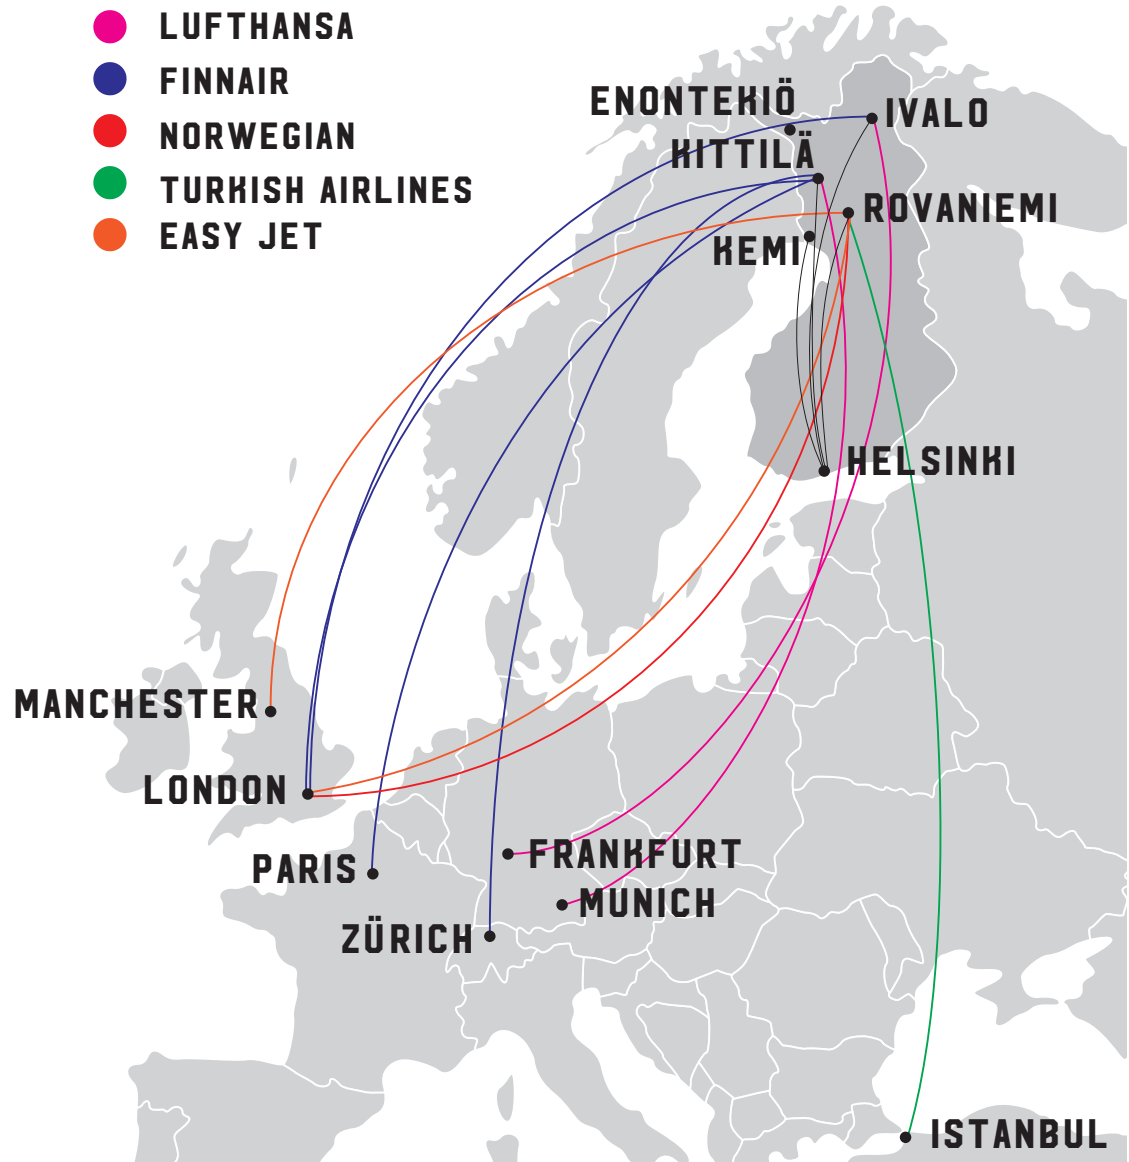 LUFTHANSA
FINNAIR
NORWEGIAN
TURKISH AIRLINES
EASY JET
ENONTEKIÖ
IVALO
KITTILÄ
ROVANIEMI
KEMI
HELSINKI
MANCHESTER
LONDON
FRANKFURT
PARIS
MUNICH
ZÜRICH
ISTANBUL